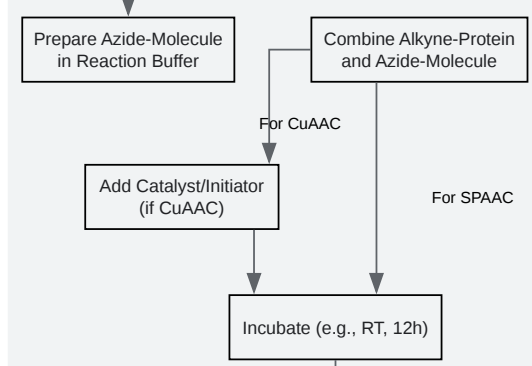 Prepare Azide-Molecule
in Reaction Buffer
Combine Alkyne-Protein
and Azide-Molecule
For CuAAC
Add Catalyst/Initiator
(if CuAAC)
For SPAAC
Incubate (e.g., RT, 12h)